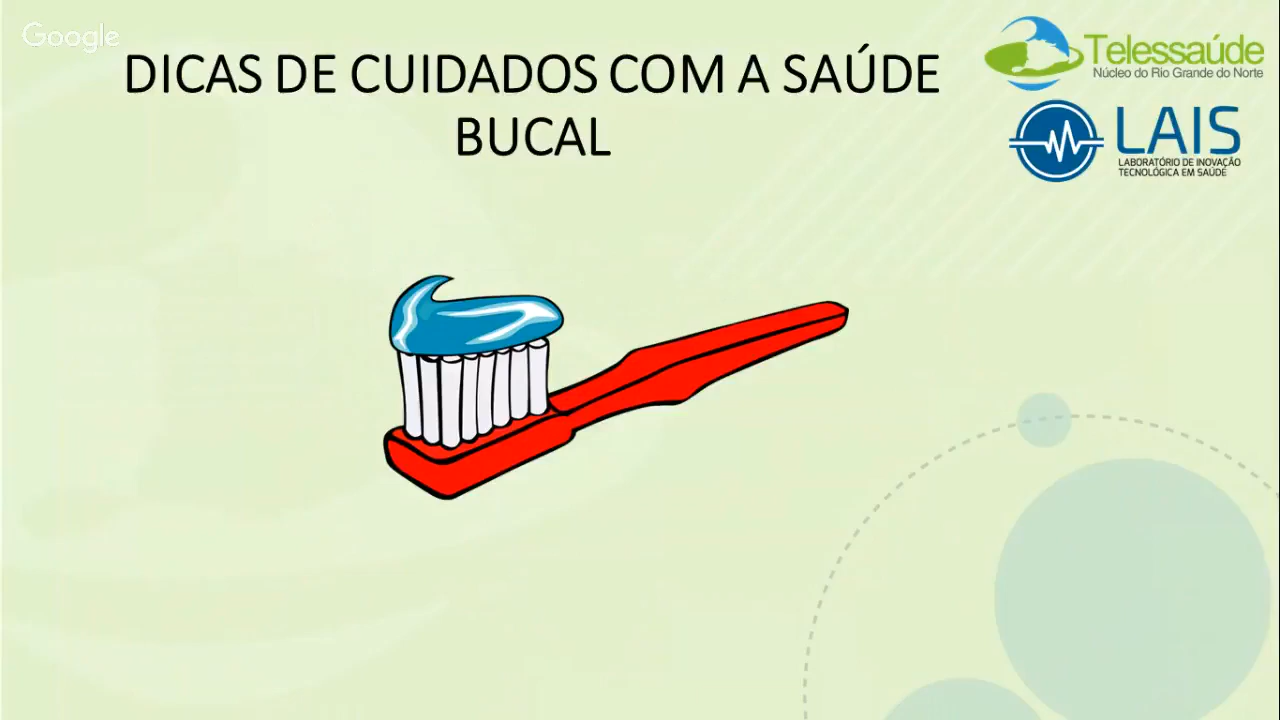 Google
DICAS DE CUIDADOS COM A SAÚDE
BUCAL
Telessaúde
Núcleo do Rio Grande do Norte
LAIS
LABORATÓRIO DE INOVAÇÃO
TECNOLÓGICA EM SAÚDE